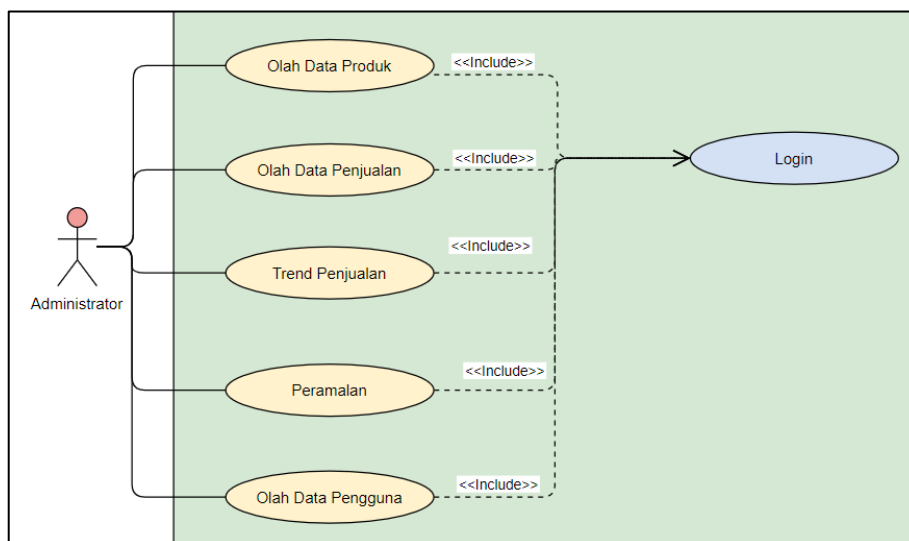 Olah Data Produk
<<Include>>
Olah Data Penjualan
<<Include>>
Login
Trend Penjualan
<<Include>>
Administrator
Peramalan
<<Include>>
Olah Data Pengguna
<<Include>>